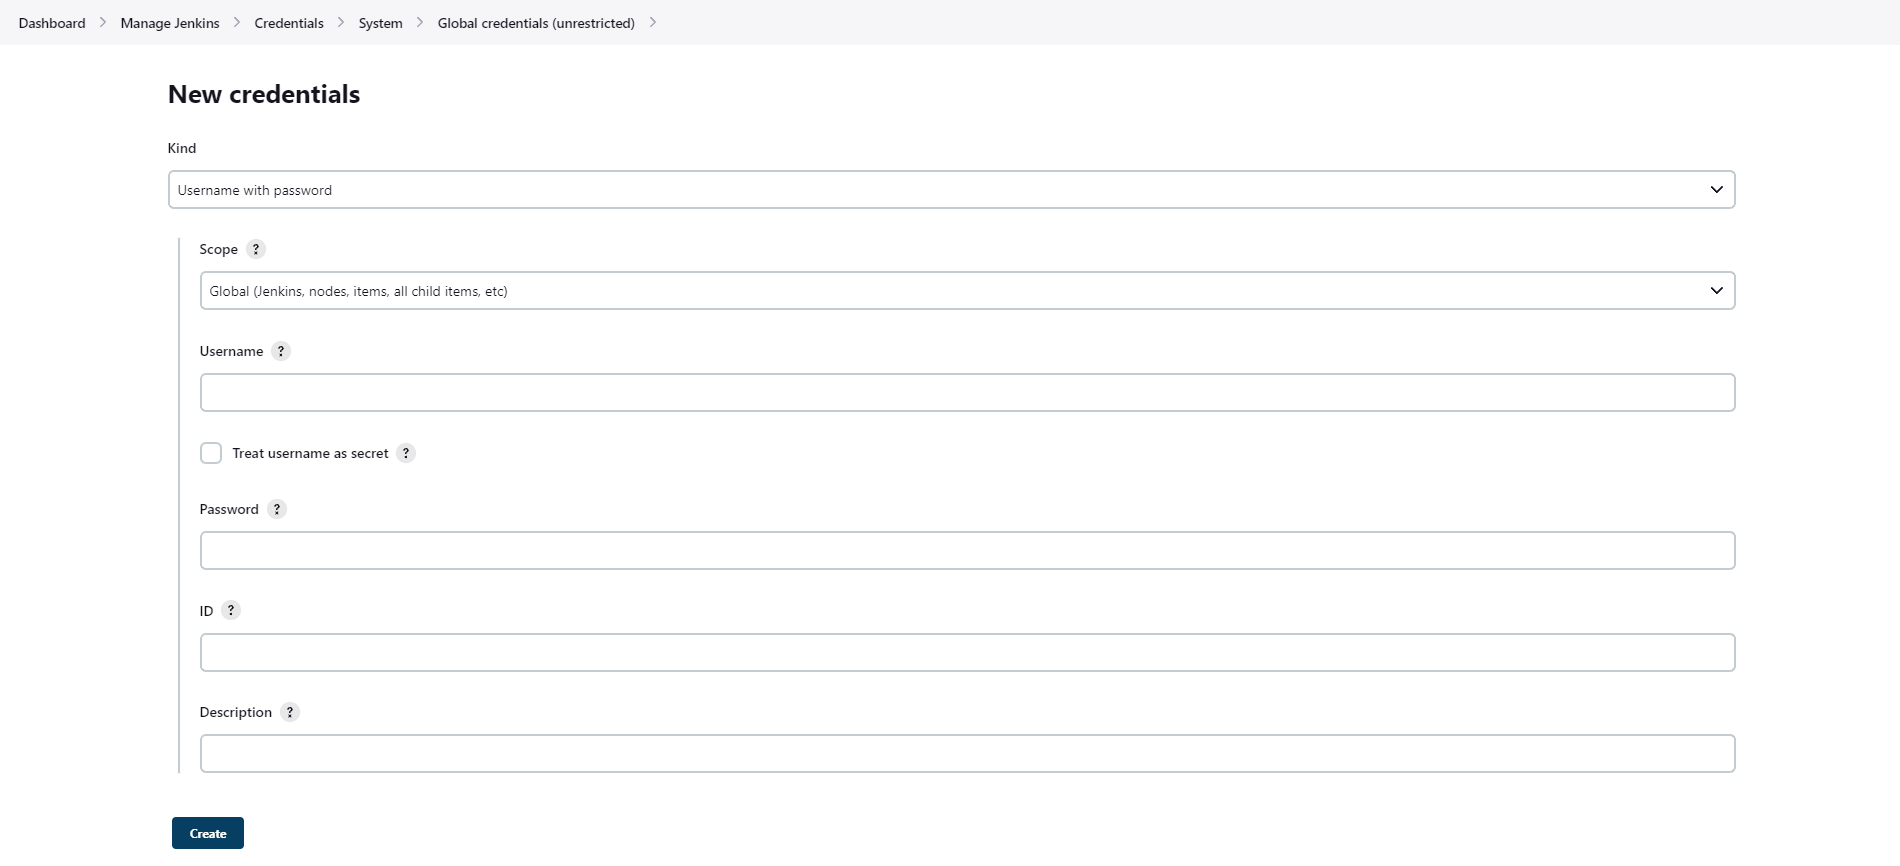 Dashboard > Manage Jenkins > Credentials > System > Global credentials (unrestricted) >
New credentials
Kind
Username with password
Scope ?
Global (Jenkins, nodes, items, all child items, etc)
Username ?
Treat username as secret ?
Password ?
ID ?
Description ?
Create